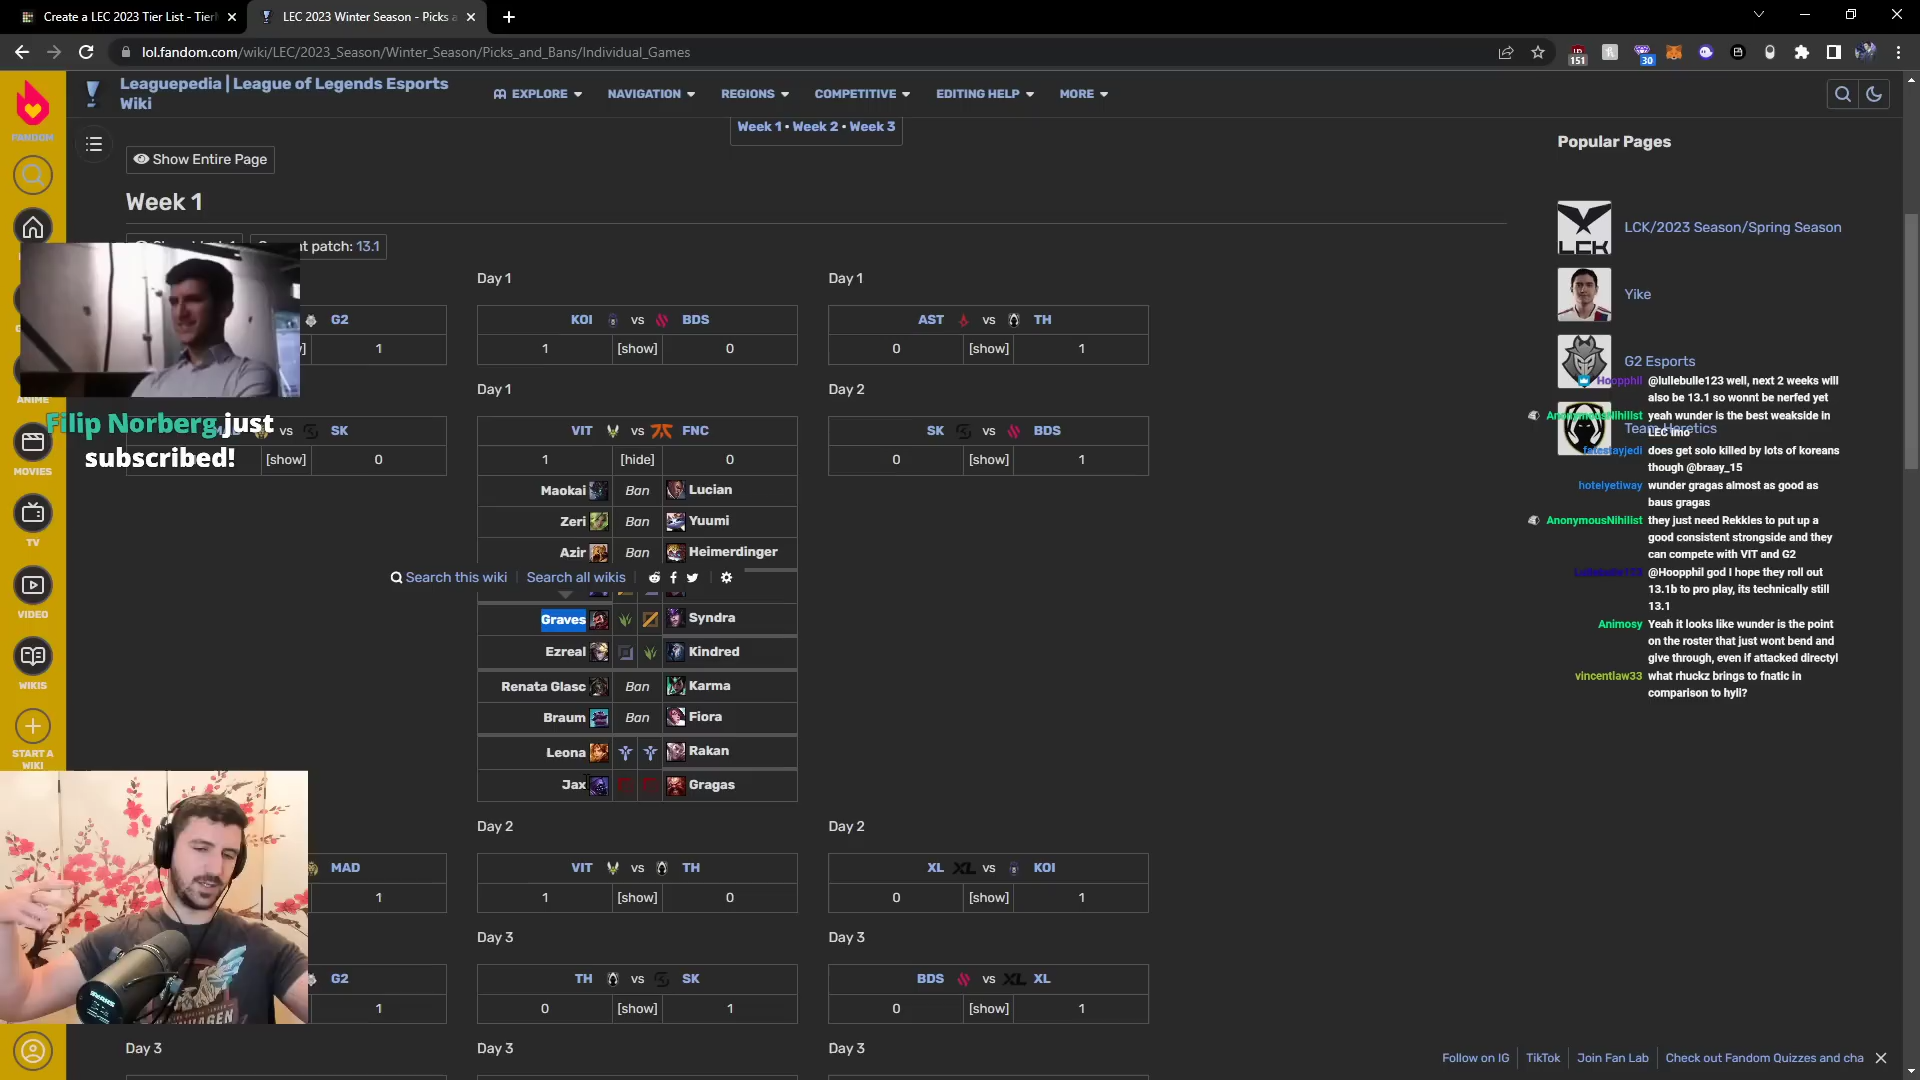 Create a LEC 2023 Tier List - Tier
LEC 2023 Winter Season - Picks a
lol.fandom.com/wiki/LEC/2023_Season/Winter_Season/Picks_and_Bans/Individual_Games
151
30
Leaguepedia | League of Legends Esports
Wiki
EXPLORE
NAVIGATION
REGIONS
COMPETITIVE
EDITING HELP
MORE
FANDOM
ANIME
MOVIES
TV
VIDEO
WIKIS
START A
WIKI
Week 1 • Week 2 • Week 3
Show Entire Page
Week 1
patch: 13.1
Day 1
Day 1
G2
KOI vs BDS
AST vs TH
1
1 [show] 0
0 [show] 1
Day 1
Day 2
vs SK
VIT vs FNC
SK vs BDS
[show] 0
1 [hide] 0
0 [show] 1
Filip Norberg just
subscribed!
Maokai Ban Lucian
Zeri Ban Yuumi
Azir Ban Heimerdinger
Search this wiki
Search all wikis
Graves Syndra
Ezreal Kindred
Renata Glasc Ban Karma
Braum Ban Fiora
Leona Rakan
Jax Gragas
Day 2
Day 2
MAD
VIT vs TH
XL XL vs KOI
1
1 [show] 0
0 [show] 1
Day 3
Day 3
G2
TH vs SK
BDS vs XL XL
1
0 [show] 1
0 [show] 1
Day 3
Day 3
Day 3
Popular Pages
LCK
LCK/2023 Season/Spring Season
Yike
G2 Esports
Team Heretics
Hoopphil @lullebulle123 well, next 2 weeks will
also be 13.1 so wonnt be nerfed yet
AnonymousNihilist yeah wunder is the best weakside in
LEC imo
fatestayjedi does get solo killed by lots of koreans
though @braay_15
hotelyetiway wunder gragas almost as good as
baus gragas
AnonymousNihilist they just need Rekkles to put up a
good consistent strongside and they
can compete with VIT and G2
Lullebulle123 @Hoopphil god I hope they roll out
13.1b to pro play, its technically still
13.1
Animosy Yeah it looks like wunder is the point
on the roster that just wont bend and
give through, even if attacked directyl
vincentlaw33 what rhuckz brings to fnatic in
comparison to hyli?
Follow on IG
TikTok
Join Fan Lab
Check out Fandom Quizzes and cha